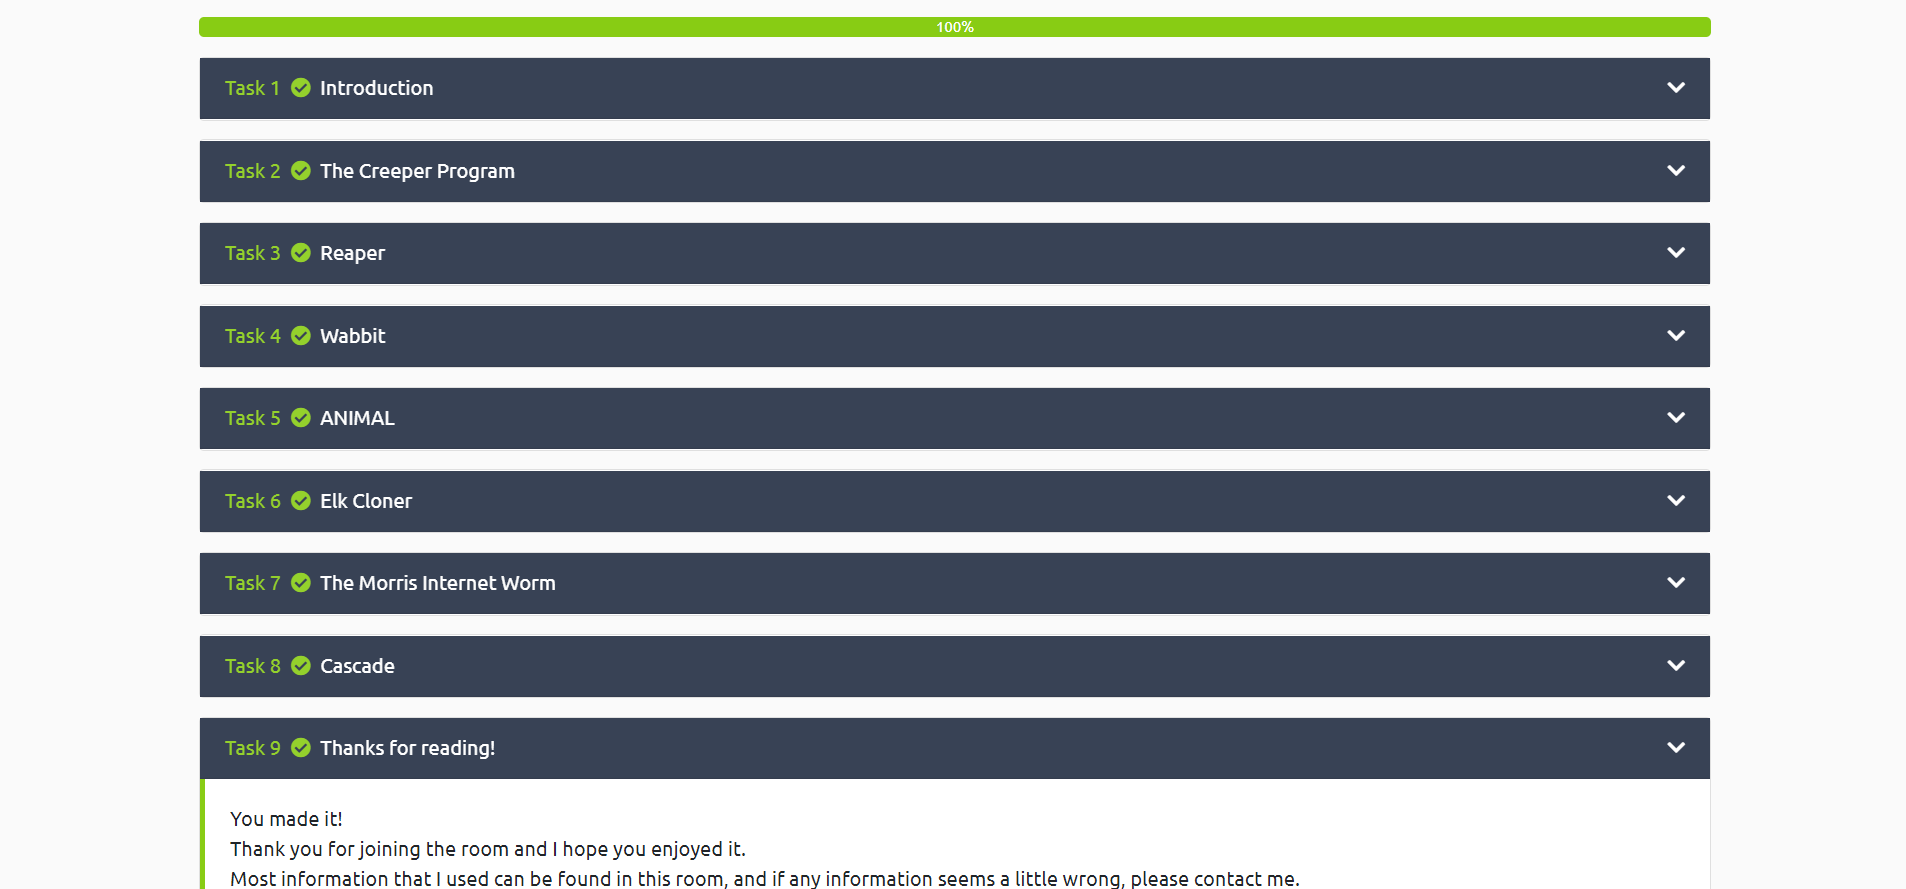 100%
Task 1 Introduction
Task 2 The Creeper Program
Task 3 Reaper
Task 4 Wabbit
Task 5 ANIMAL
Task 6 Elk Cloner
Task 7 The Morris Internet Worm
Task 8 Cascade
Task 9 Thanks for reading!
You made it!
Thank you for joining the room and I hope you enjoyed it.
Most information that I used can be found in this room, and if any information seems a little wrong, please contact me.